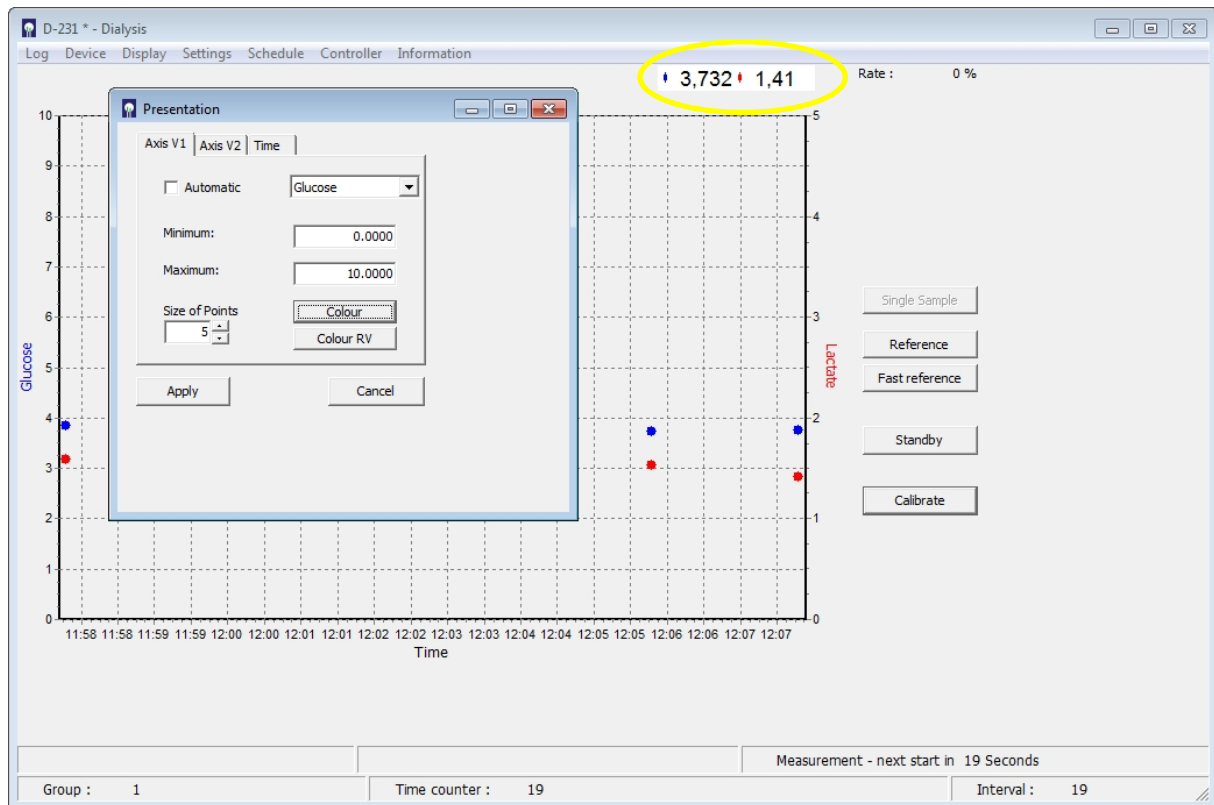 D-231 * - Dialysis
Log Device Display Settings Schedule Controller Information
3,732 1,41
Rate : 0 %
Presentation
Axis V1 Axis V2 Time
Automatic Glucose
Minimum: 0.0000
Maximum: 10.0000
Size of Points Colour
5 Colour RV
Apply Cancel
10
9
8
7
6
5
4
3
2
1
0
Glucose
5
4
3
2
1
0
Lactate
11:58 11:58 11:59 11:59 12:00 12:00 12:01 12:01 12:02 12:02 12:03 12:03 12:04 12:04 12:05 12:05 12:06 12:06 12:07 12:07
Time
Single Sample
Reference
Fast reference
Standby
Calibrate
Measurement - next start in 19 Seconds
Group : 1 Time counter : 19 Interval : 19